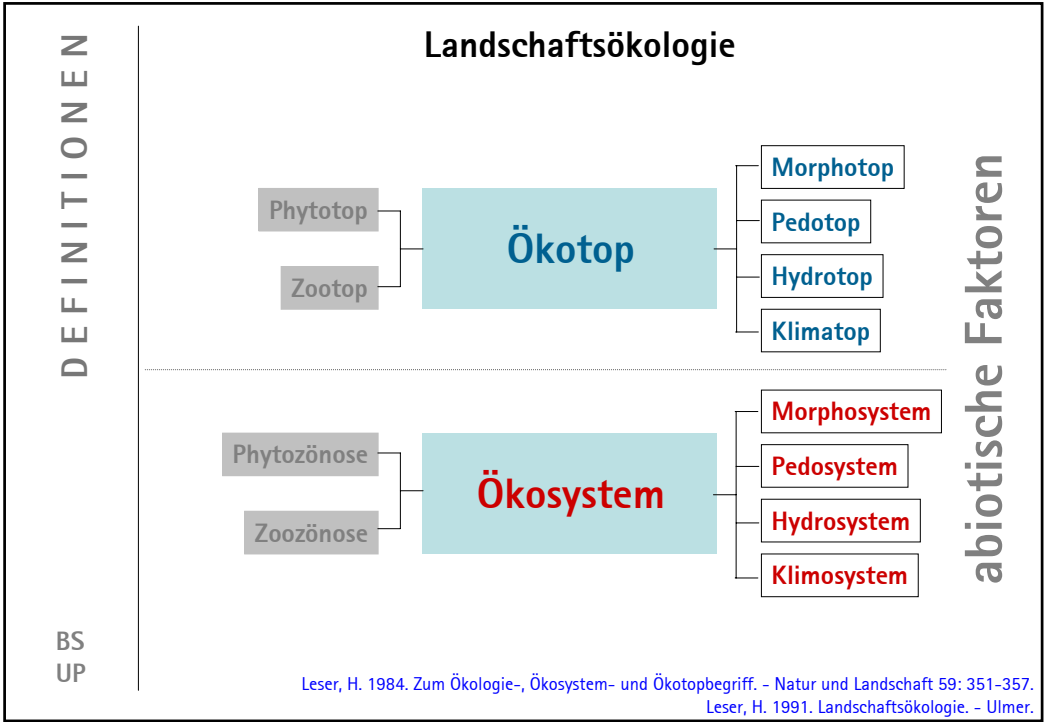 DEFINITIONEN
Landschaftsökologie
Phytotop
Zootop
Ökotop
Morphotop
Pedotop
Hydrotop
Klimatop
Phytozönose
Zoozönose
Ökosystem
Morphosystem
Pedosystem
Hydrosystem
Klimosystem
abiotische Faktoren
BS
UP
Leser, H. 1984. Zum Ökologie-, Ökosystem- und Ökotopbegriff. - Natur und Landschaft 59: 351-357.
Leser, H. 1991. Landschaftsökologie. - Ulmer.